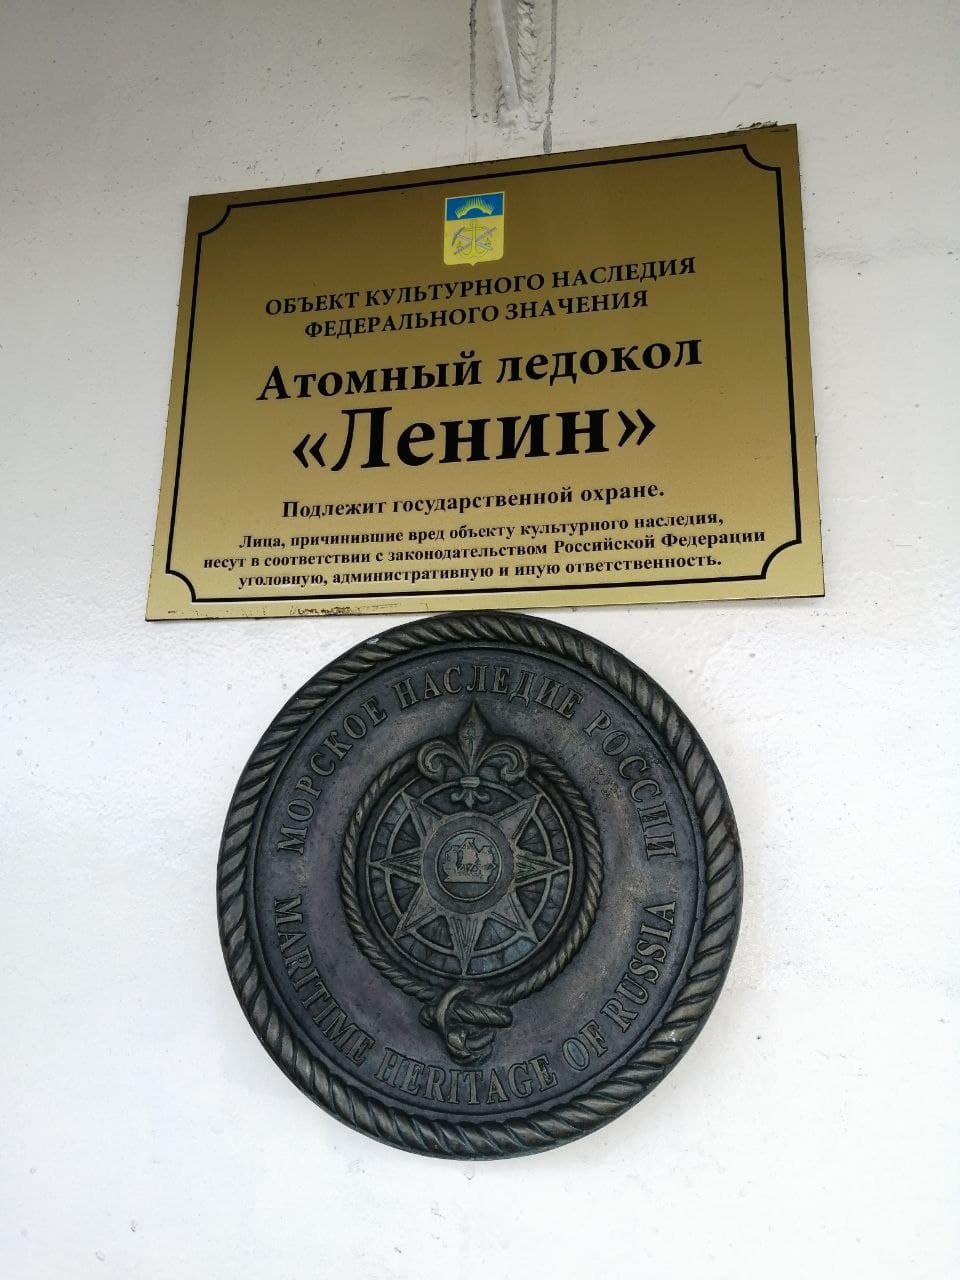 ОБЪЕКТ КУЛЬТУРНОГО НАСЛЕДИЯ
ФЕДЕРАЛЬНОГО ЗНАЧЕНИЯ
Атомный ледокол
«Ленин»
Подлежит государственной охране.
Лица, причинившие вред объекту культурного наследия,
несут в соответствии с законодательством Российской Федерации
уголовную, административную и иную ответственность.
МОРСКОЕ НАСЛЕДИЕ РОССИИ
MARITIME HERITAGE OF RUSSIA